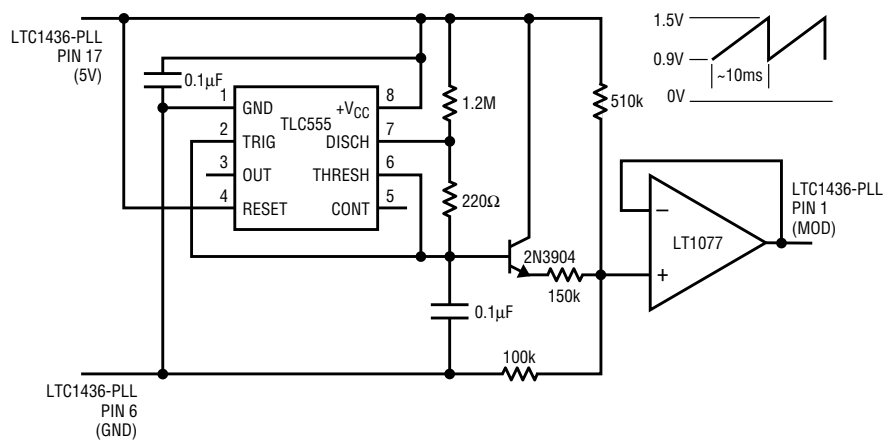 LTC1436-PLL
PIN 17
(5V)
0.1µF
1
GND
+VCC
8
TLC555
2
TRIG
DISCH
7
3
OUT
THRESH
6
4
RESET
CONT
5
1.2M
220Ω
510k
1.5V
0.9V
~10ms
0V
2N3904
150k
0.1µF
100k
–
+
LT1077
LTC1436-PLL
PIN 1
(MOD)
LTC1436-PLL
PIN 6
(GND)